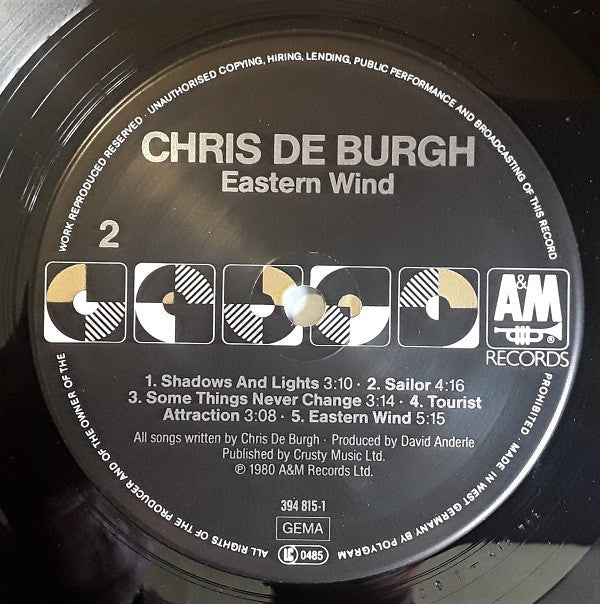 WORK REPRODUCED RESERVED · UNAUTHORISED COPYING, HIRING, LENDING, PUBLIC PERFORMANCE AND BROADCASTING OF THIS RECORD
CHRIS DE BURGH
Eastern Wind
2
A&M
®
RECORDS
1. Shadows And Lights 3:10 · 2. Sailor 4:16
3. Some Things Never Change 3:14 · 4. Tourist
Attraction 3:08 · 5. Eastern Wind 5:15
All songs written by Chris De Burgh · Produced by David Anderle
Published by Crusty Music Ltd.
℗ 1980 A&M Records Ltd.
394 815-1
GEMA
LC 0485
ALL RIGHTS OF THE PRODUCER AND OF THE OWNER OF THE
PROHIBITED · MADE IN WEST GERMANY BY POLYGRAM